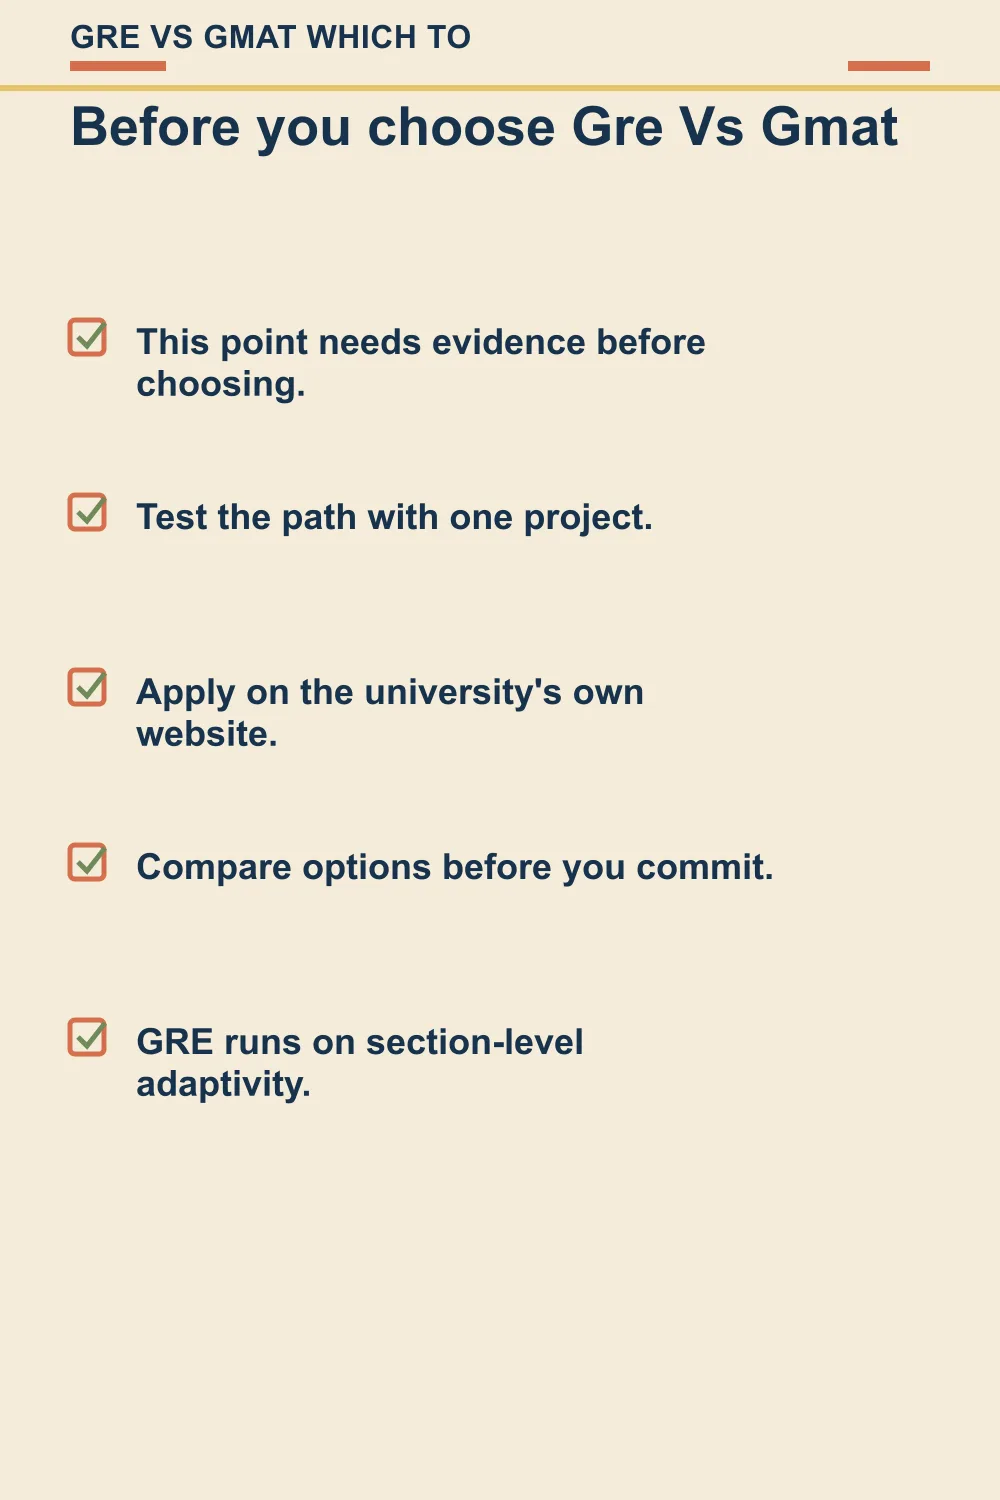 GRE VS GMAT WHICH TO
Before you choose Gre Vs Gmat
This point needs evidence before
choosing.
Test the path with one project.
Apply on the university's own
website.
Compare options before you commit.
GRE runs on section-level
adaptivity.